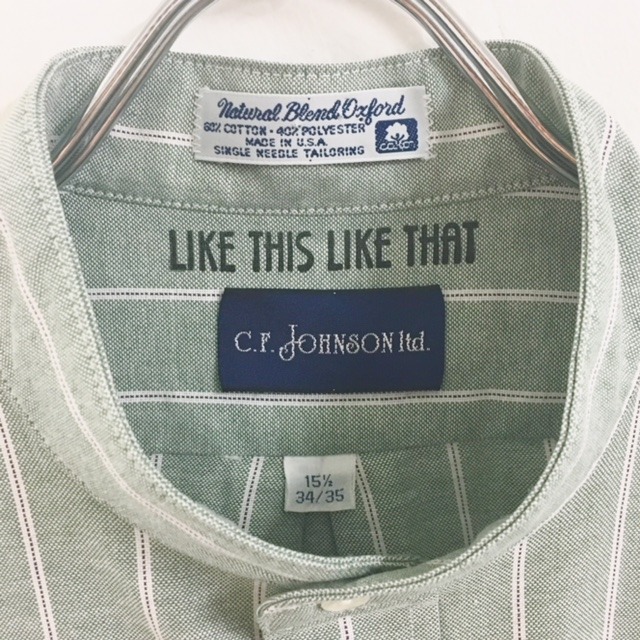 Natural Blend Oxford
60% COTTON · 40% POLYESTER
MADE IN U.S.A.
SINGLE NEEDLE TAILORING
LIKE THIS LIKE THAT
C.F. JOHNSON ltd.
15½
34/35